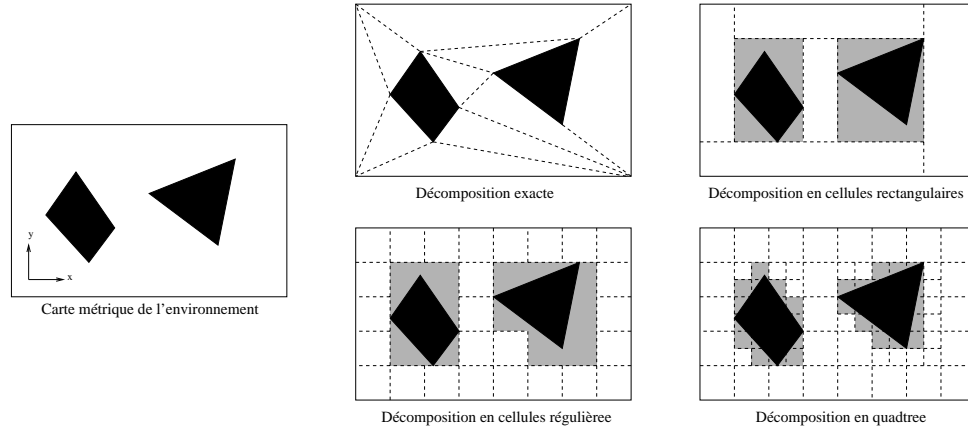 Décomposition exacte
Décomposition en cellules rectangulaires
y
x
Carte métrique de l'environnement
Décomposition en cellules régulièree
Décomposition en quadtree